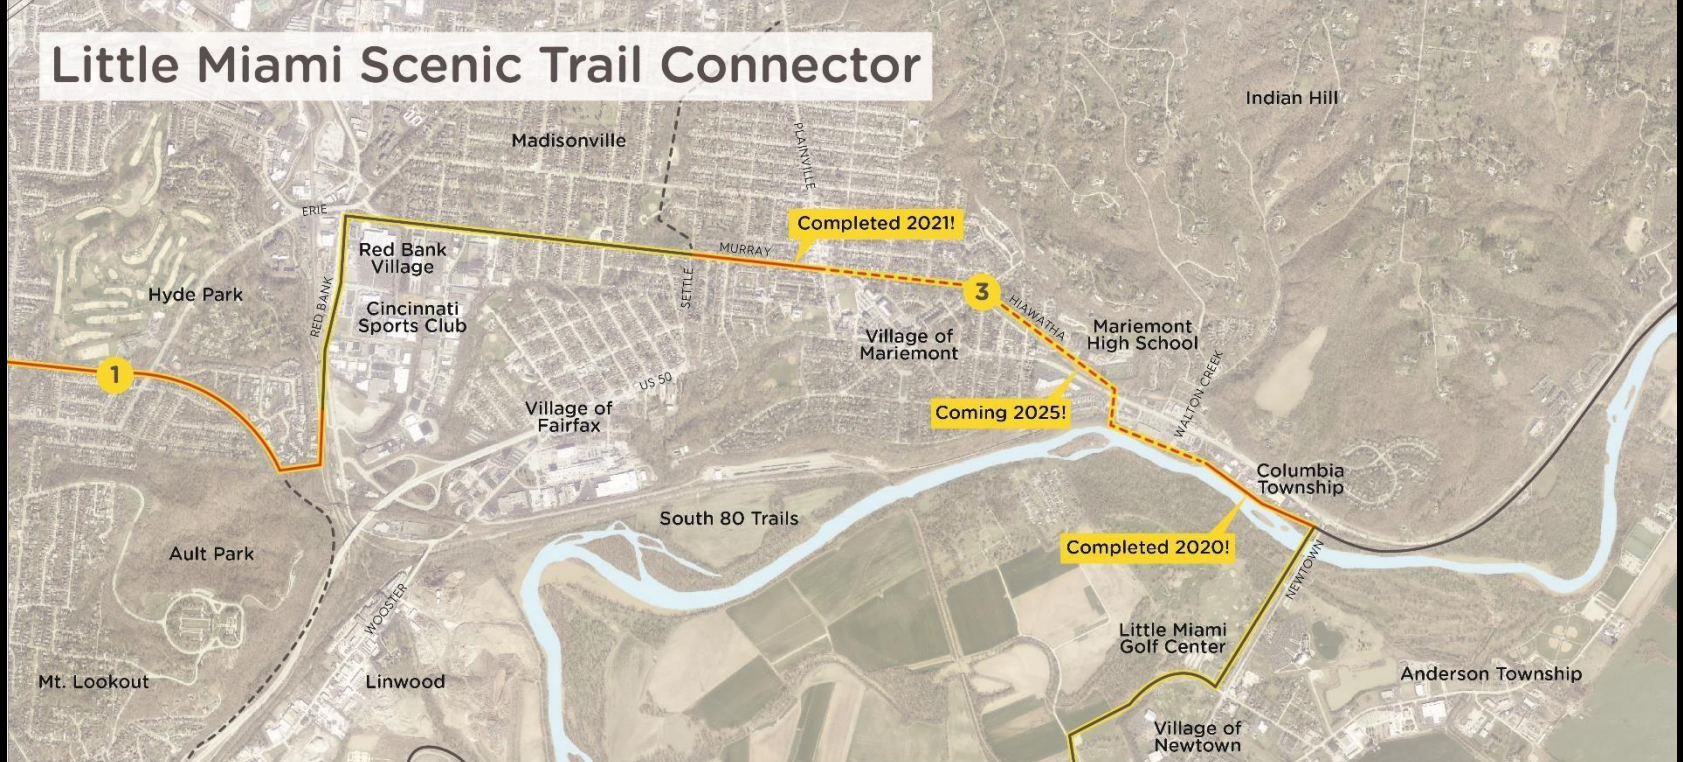 Little Miami Scenic Trail Connector
Indian Hill
Madisonville
PLAINVILLE
ERIE
Completed 2021!
Red Bank
Village
MURRAY
Hyde Park
RED BANK
Cincinnati
Sports Club
SETTLE
3
HIAWATHA
Village of
Mariemont
Mariemont
High School
1
US 50
WALTON CREEK
Village of
Fairfax
Coming 2025!
Columbia
Township
South 80 Trails
Ault Park
Completed 2020!
NEWTOWN
WOOSTER
Little Miami
Golf Center
Mt. Lookout
Linwood
Anderson Township
Village of
Newtown